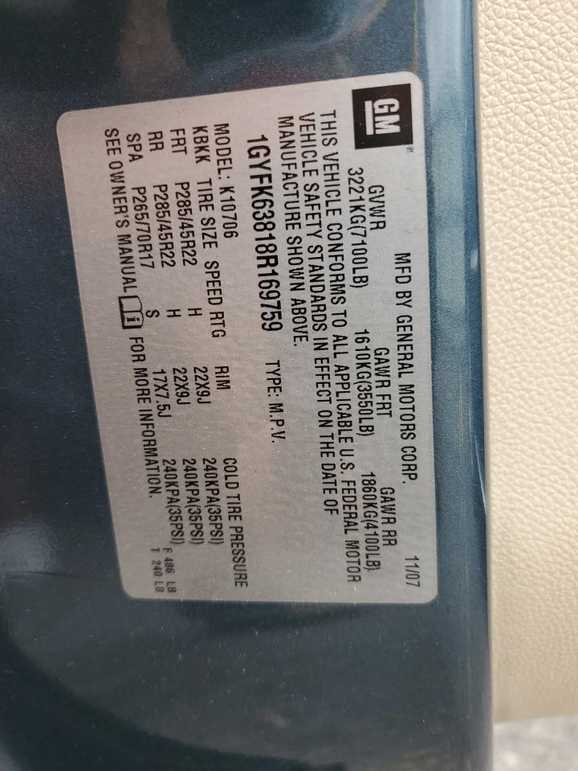 GM
MFD BY GENERAL MOTORS CORP. 11/07
GVWR GAWR FRT GAWR RR
3221KG(7100LB) 1610KG(3550LB) 1860KG(4100LB)
THIS VEHICLE CONFORMS TO ALL APPLICABLE U.S. FEDERAL MOTOR
VEHICLE SAFETY STANDARDS IN EFFECT ON THE DATE OF
MANUFACTURE SHOWN ABOVE.
1GYFK63818R169759 TYPE: M.P.V.
MODEL: K10706
KBKK TIRE SIZE SPEED RTG RIM COLD TIRE PRESSURE
FRT P285/45R22 H 22X9J 240KPA(35PSI)
RR P285/45R22 H 22X9J 240KPA(35PSI)
SPA P265/70R17 S 17X7.5J 240KPA(35PSI)
SEE OWNER'S MANUAL FOR MORE INFORMATION.
F 486 LB
T 240 LB